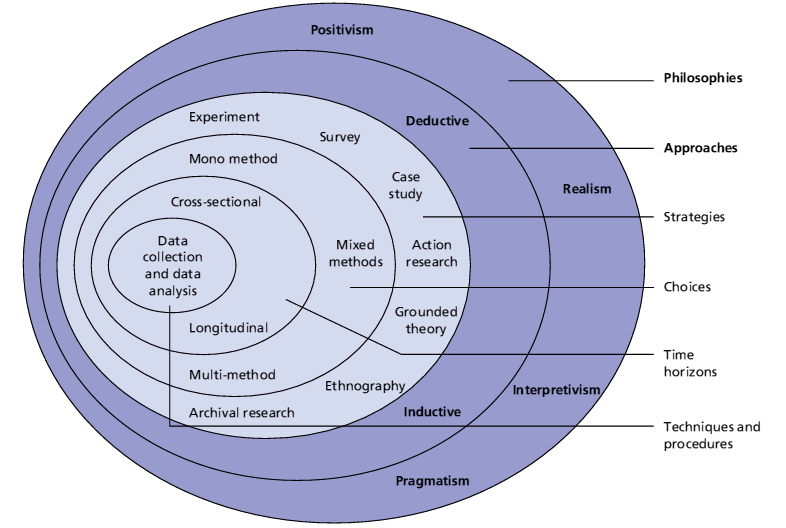 Positivism
Philosophies
Experiment
Deductive
Survey
Approaches
Mono method
Case
study
Realism
Cross-sectional
Strategies
Data
collection
and data
analysis
Mixed
methods
Action
research
Choices
Grounded
theory
Longitudinal
Time
horizons
Multi-method
Ethnography
Interpretivism
Archival research
Inductive
Techniques and
procedures
Pragmatism